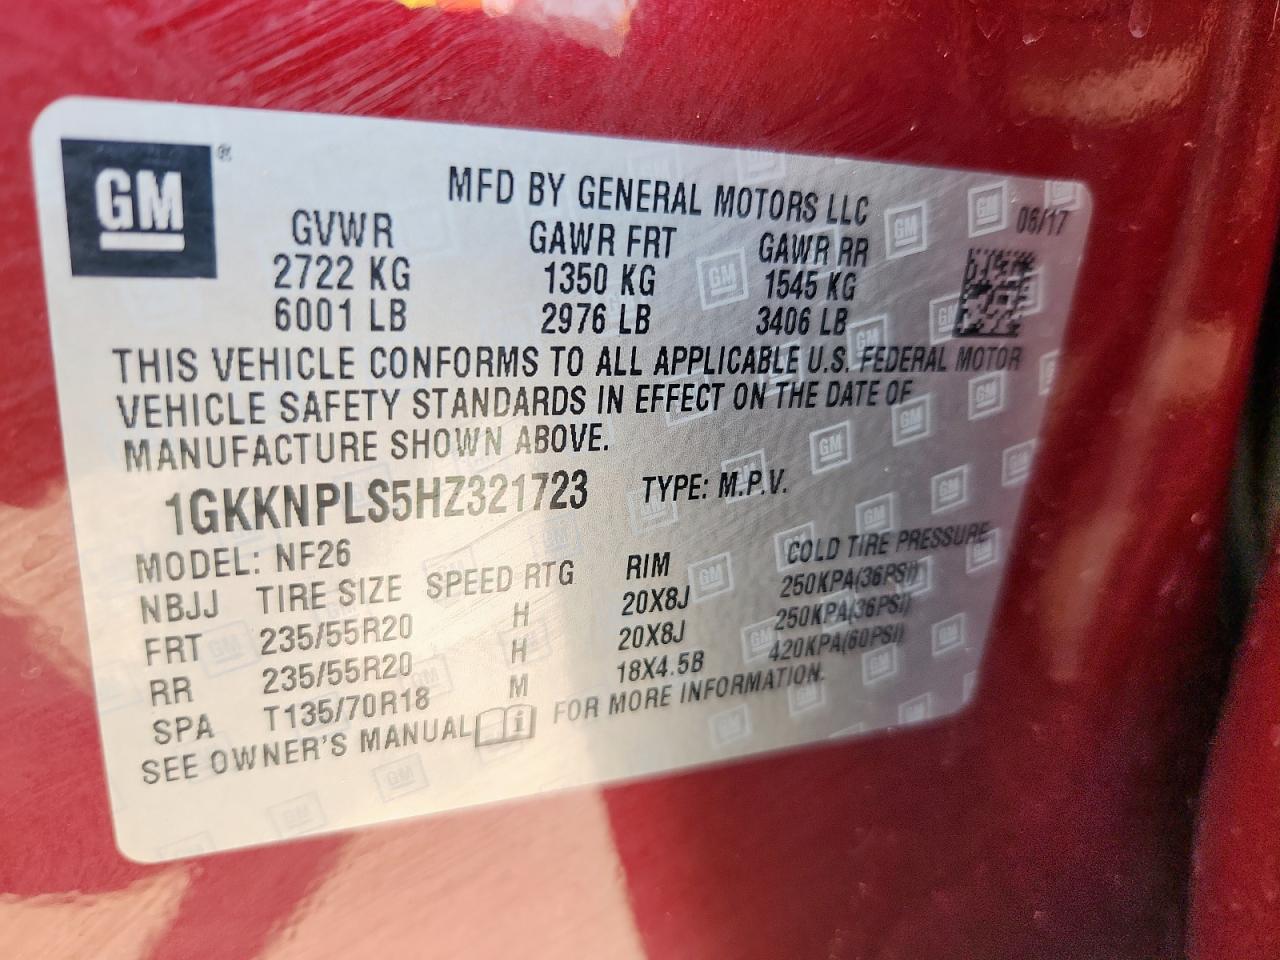 GM ®
MFD BY GENERAL MOTORS LLC
06/17
GVWR GAWR FRT GAWR RR
2722 KG 1350 KG 1545 KG
6001 LB 2976 LB 3406 LB
THIS VEHICLE CONFORMS TO ALL APPLICABLE U.S. FEDERAL MOTOR
VEHICLE SAFETY STANDARDS IN EFFECT ON THE DATE OF
MANUFACTURE SHOWN ABOVE.
1GKKNPLS5HZ321723 TYPE: M.P.V.
MODEL: NF26
NBJJ TIRE SIZE SPEED RTG RIM COLD TIRE PRESSURE
FRT 235/55R20 H 20X8J 250KPA(36PSI)
RR 235/55R20 H 20X8J 250KPA(36PSI)
SPA T135/70R18 M 18X4.5B 420KPA(60PSI)
SEE OWNER'S MANUAL FOR MORE INFORMATION.